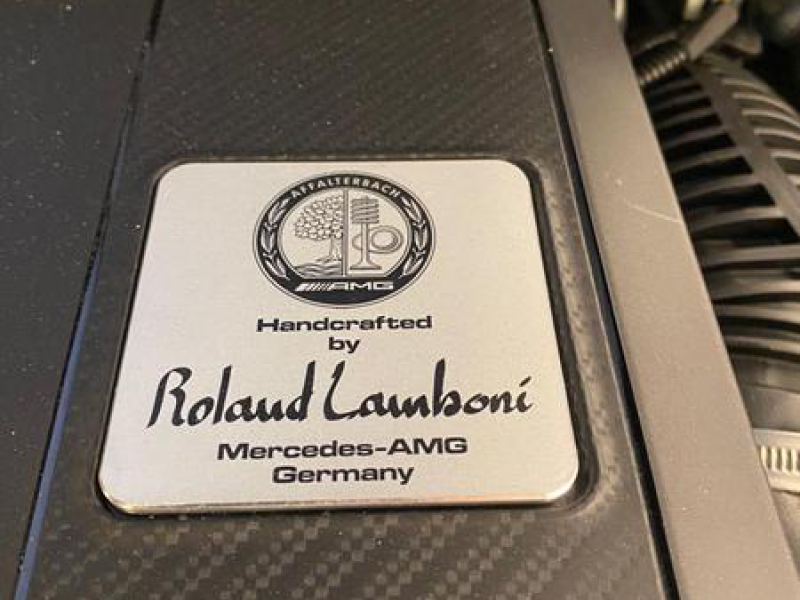 AFFALTERBACH
AMG
Handcrafted
by
Roland Lamboni
Mercedes-AMG
Germany